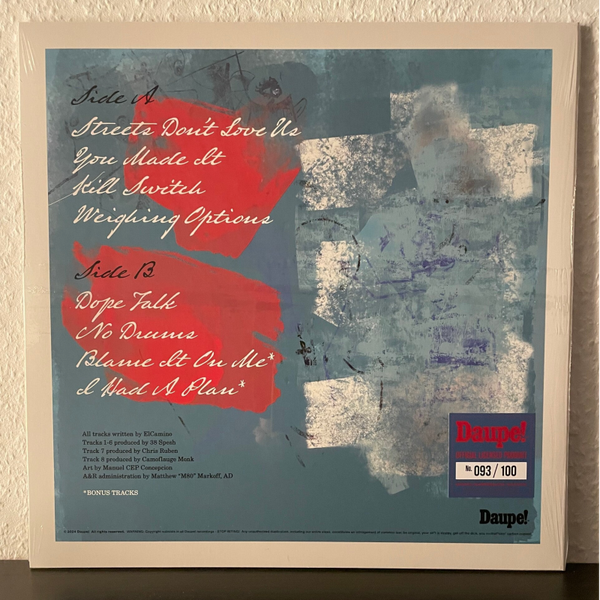 Side A
Streets Don't Love Us
You Made It
Kill Switch
Weighing Options
Side B
Dope Talk
No Drums
Blame It On Me*
I Had A Plan*
All tracks written by ElCamino
Tracks 1-6 produced by 38 Spesh
Track 7 produced by Chris Ruben
Track 8 produced by Camoflauge Monk
Art by Manuel CEP Concepcion
A&R administration by Matthew "M80" Markoff, AD
*BONUS TRACKS
Daupe!
No. 093 / 100
Daupe!